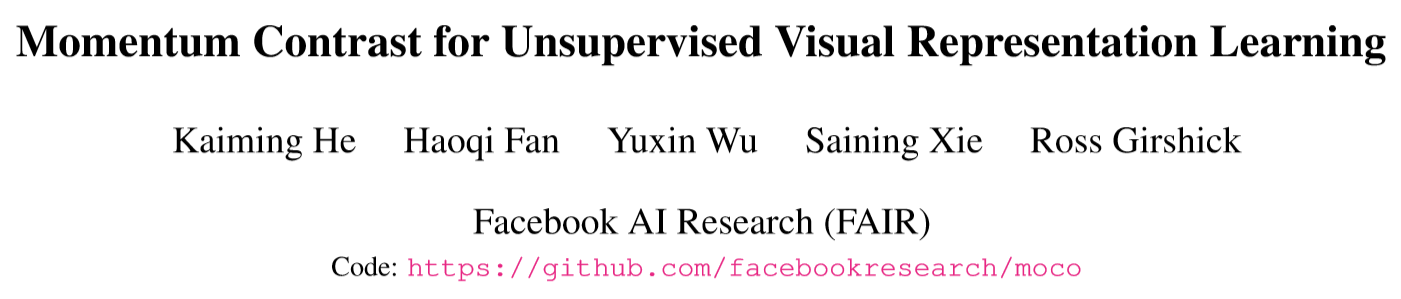 Momentum Contrast for Unsupervised Visual Representation Learning
Kaiming He Haoqi Fan Yuxin Wu Saining Xie Ross Girshick
Facebook AI Research (FAIR)
Code: https://github.com/facebookresearch/moco